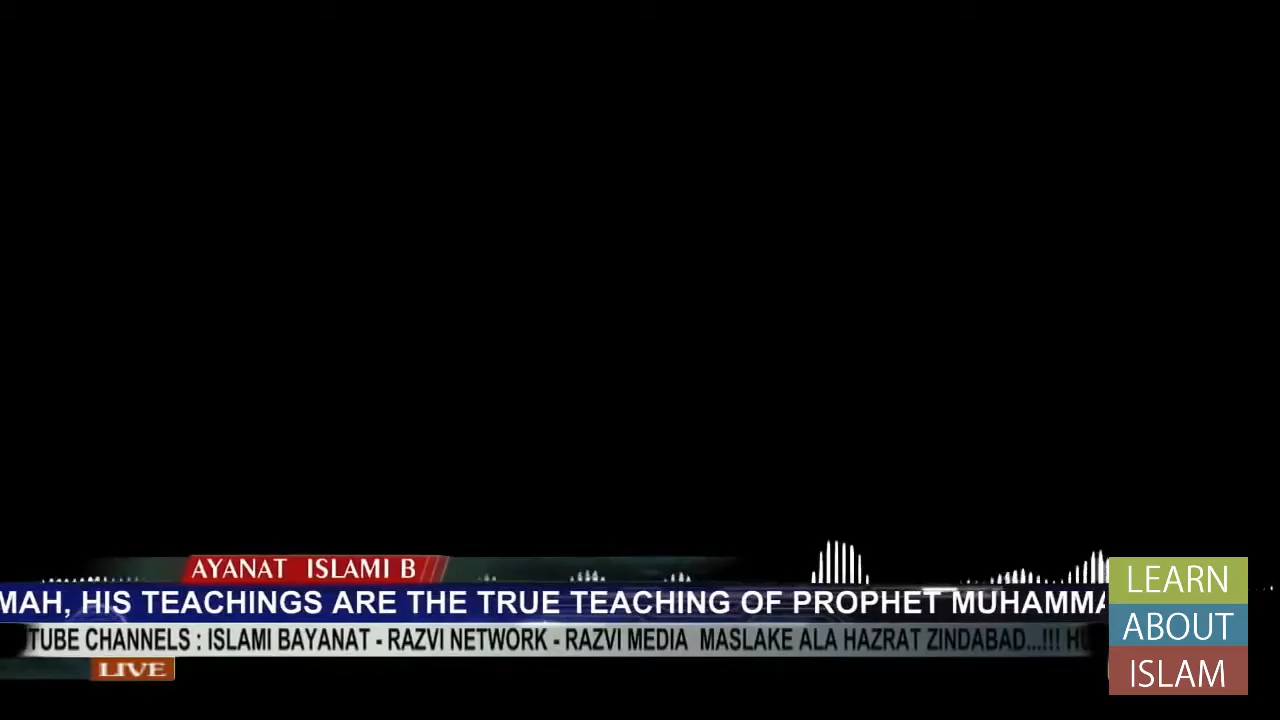 AYANAT ISLAMI B
MAH, HIS TEACHINGS ARE THE TRUE TEACHING OF PROPHET MUHAMMA
TUBE CHANNELS : ISLAMI BAYANAT - RAZVI NETWORK - RAZVI MEDIA MASLAKE ALA HAZRAT ZINDABAD...!!! H
LIVE
LEARN
ABOUT
ISLAM